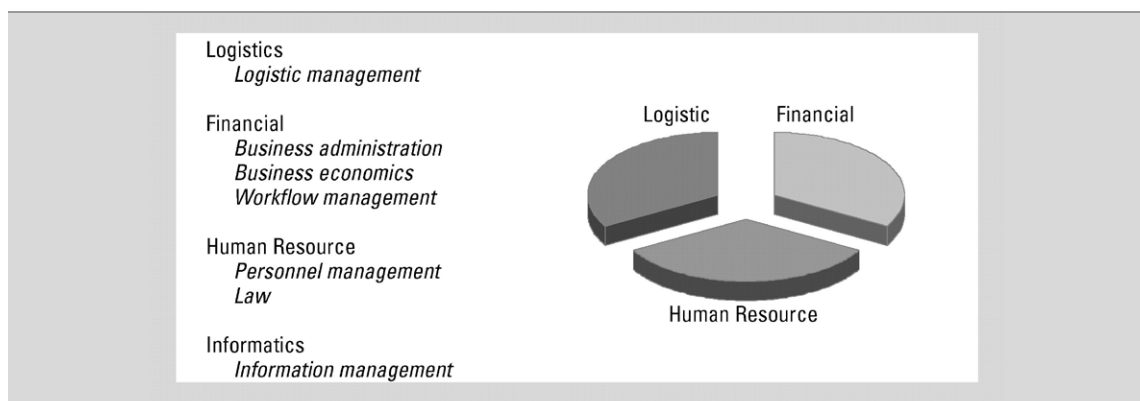 Logistics
Logistic management
Financial
Business administration
Business economics
Workflow management
Human Resource
Personnel management
Law
Informatics
Information management
Logistic
Financial
Human Resource